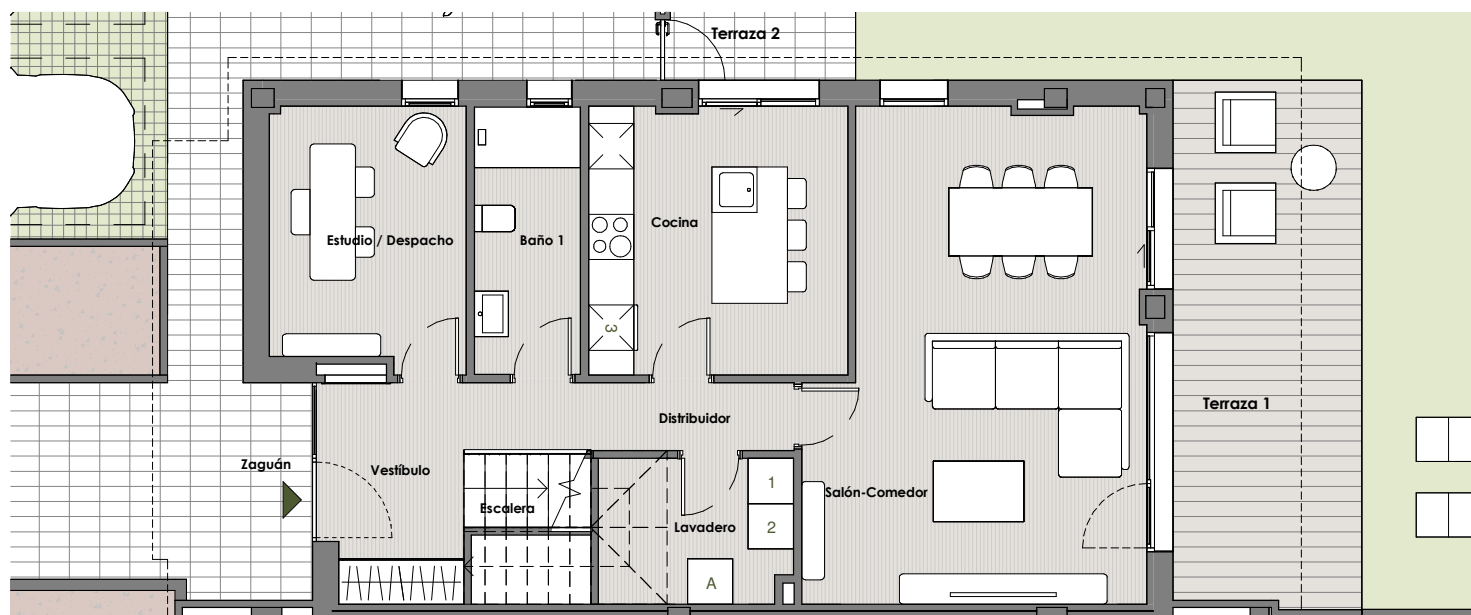 Terraza 2
Estudio / Despacho
Baño 1
Cocina
3
Distribuidor
Terraza 1
Zaguán
Vestíbulo
Escalera
Lavadero
1
2
A
Salón-Comedor